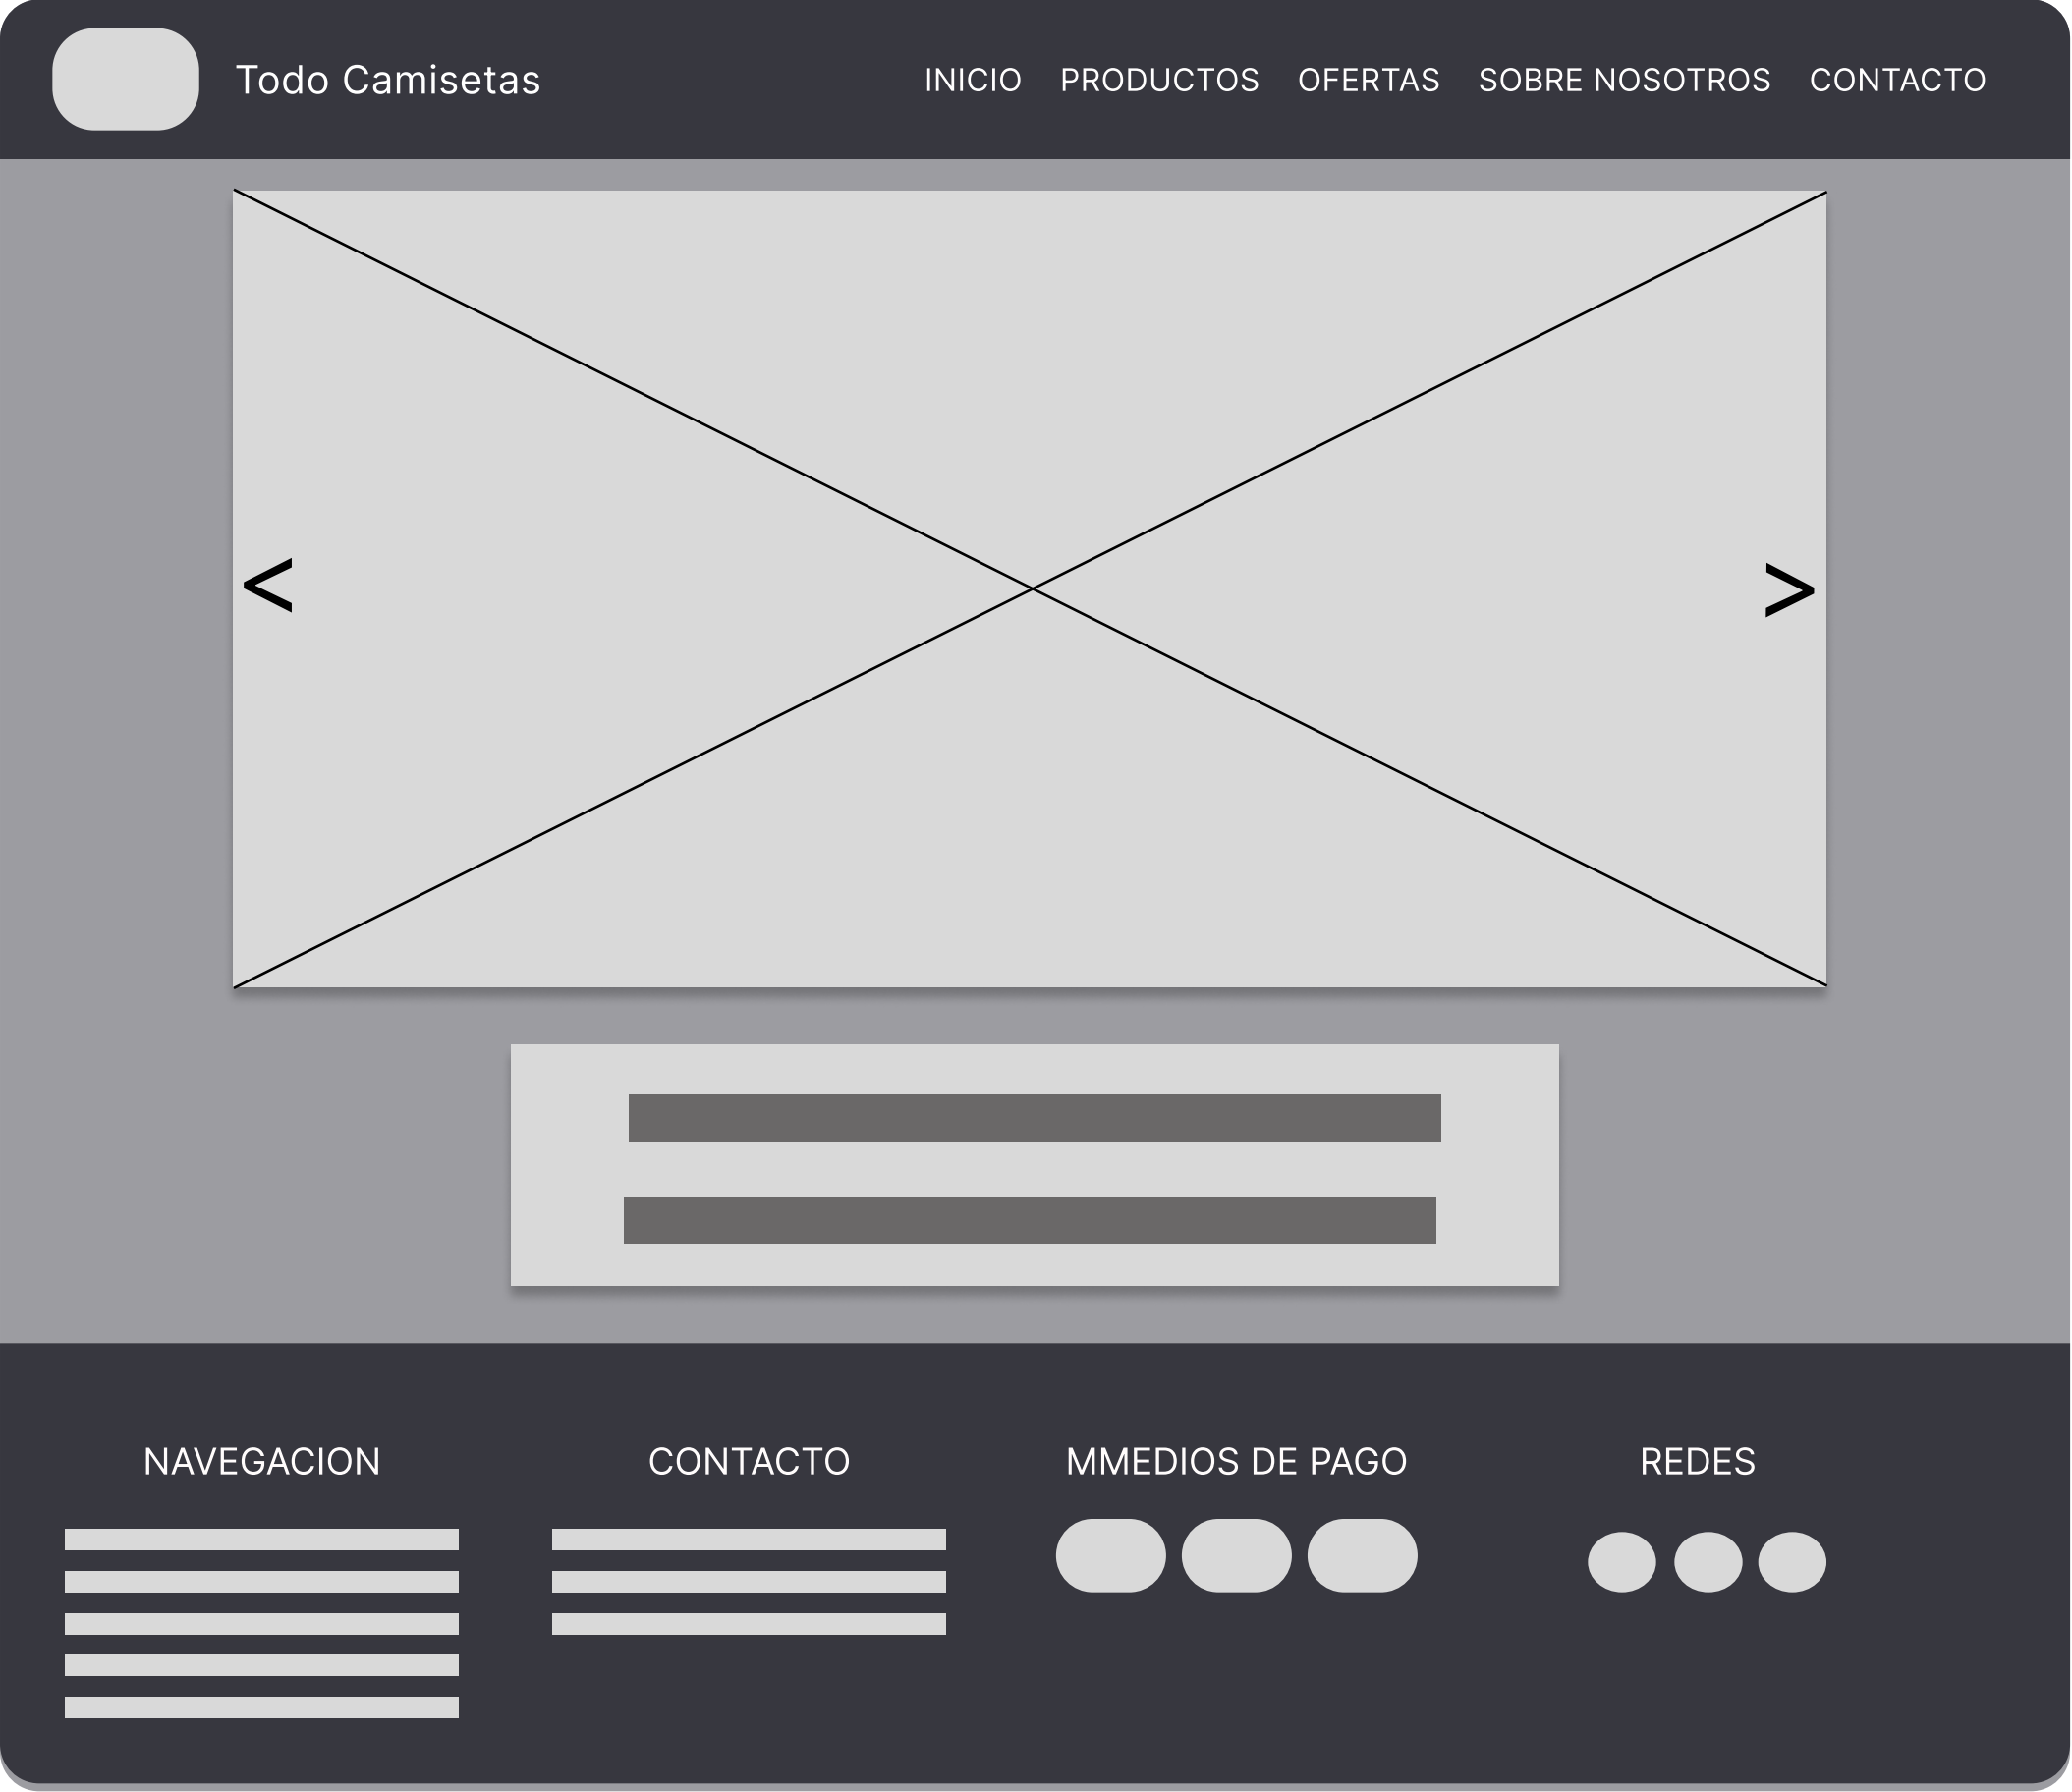 Todo Camisetas
INICIO PRODUCTOS OFERTAS SOBRE NOSOTROS CONTACTO
< >
NAVEGACION CONTACTO MMEDIOS DE PAGO REDES